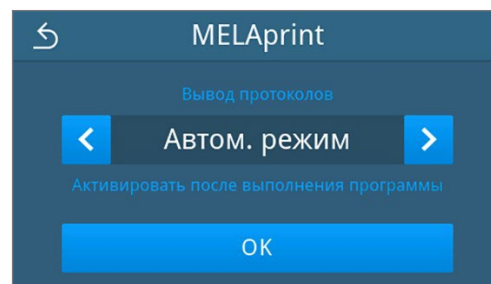 MELAprint
Вывод протоколов
Автом. режим
Активировать после выполнения программы
OK